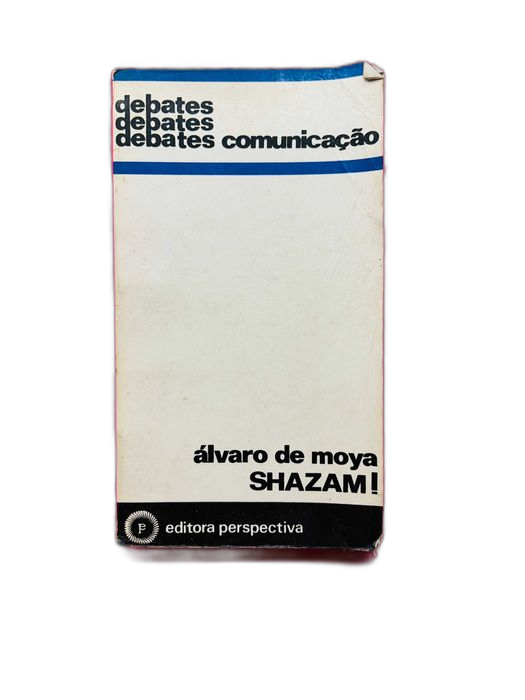 debates
debates
debates comunicação
álvaro de moya
SHAZAM!
editora perspectiva